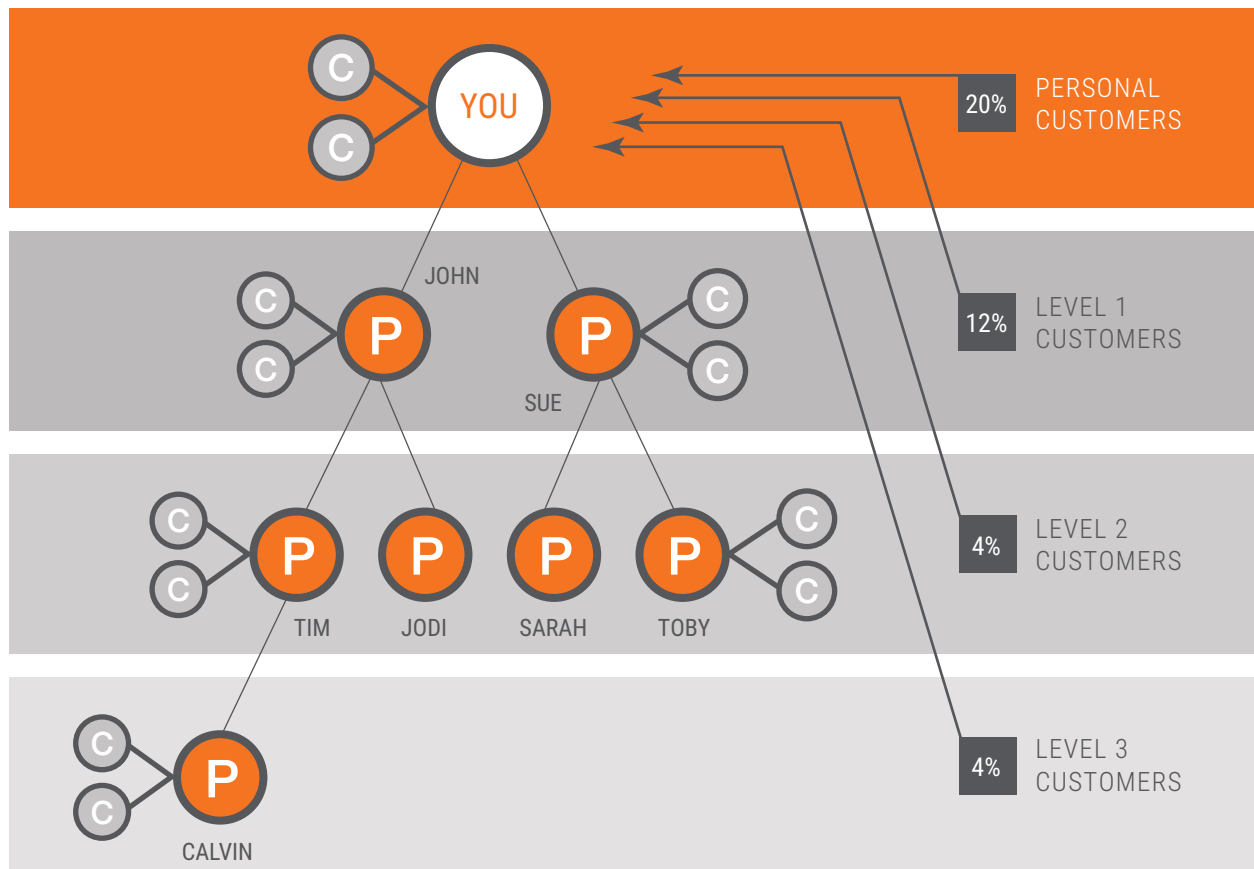 C
YOU
C
20%
PERSONAL
CUSTOMERS
JOHN
C
P
C
P
SUE
C
C
12%
LEVEL 1
CUSTOMERS
C
C
P
TIM
P
JODI
P
SARAH
P
TOBY
C
C
4%
LEVEL 2
CUSTOMERS
C
C
P
CALVIN
4%
LEVEL 3
CUSTOMERS